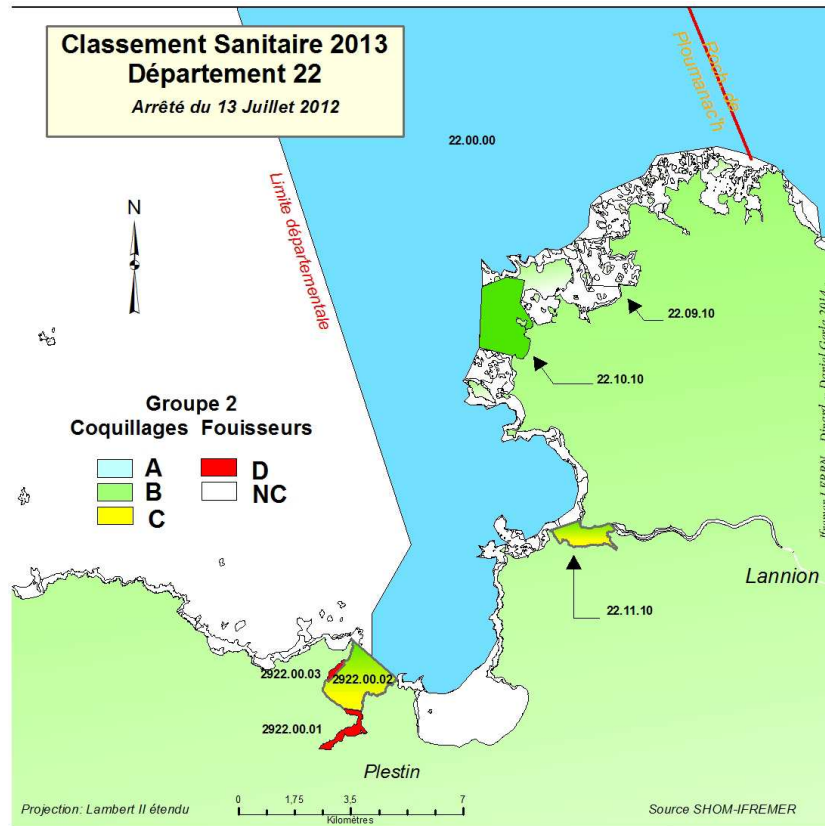 Classement Sanitaire 2013
Département 22
Arrêté du 13 Juillet 2012
Roch de
Ploumanac'h
22.00.00
Limite départementale
N
22.09.10
22.10.10
Groupe 2
Coquillages Fouisseurs
A
D
B
NC
C
Lannion
22.11.10
2922.00.03
2922.00.02
2922.00.01
Plestin
Projection: Lambert II étendu
0 1,75 3,5 7
Kilomètres
Source SHOM-IFREMER